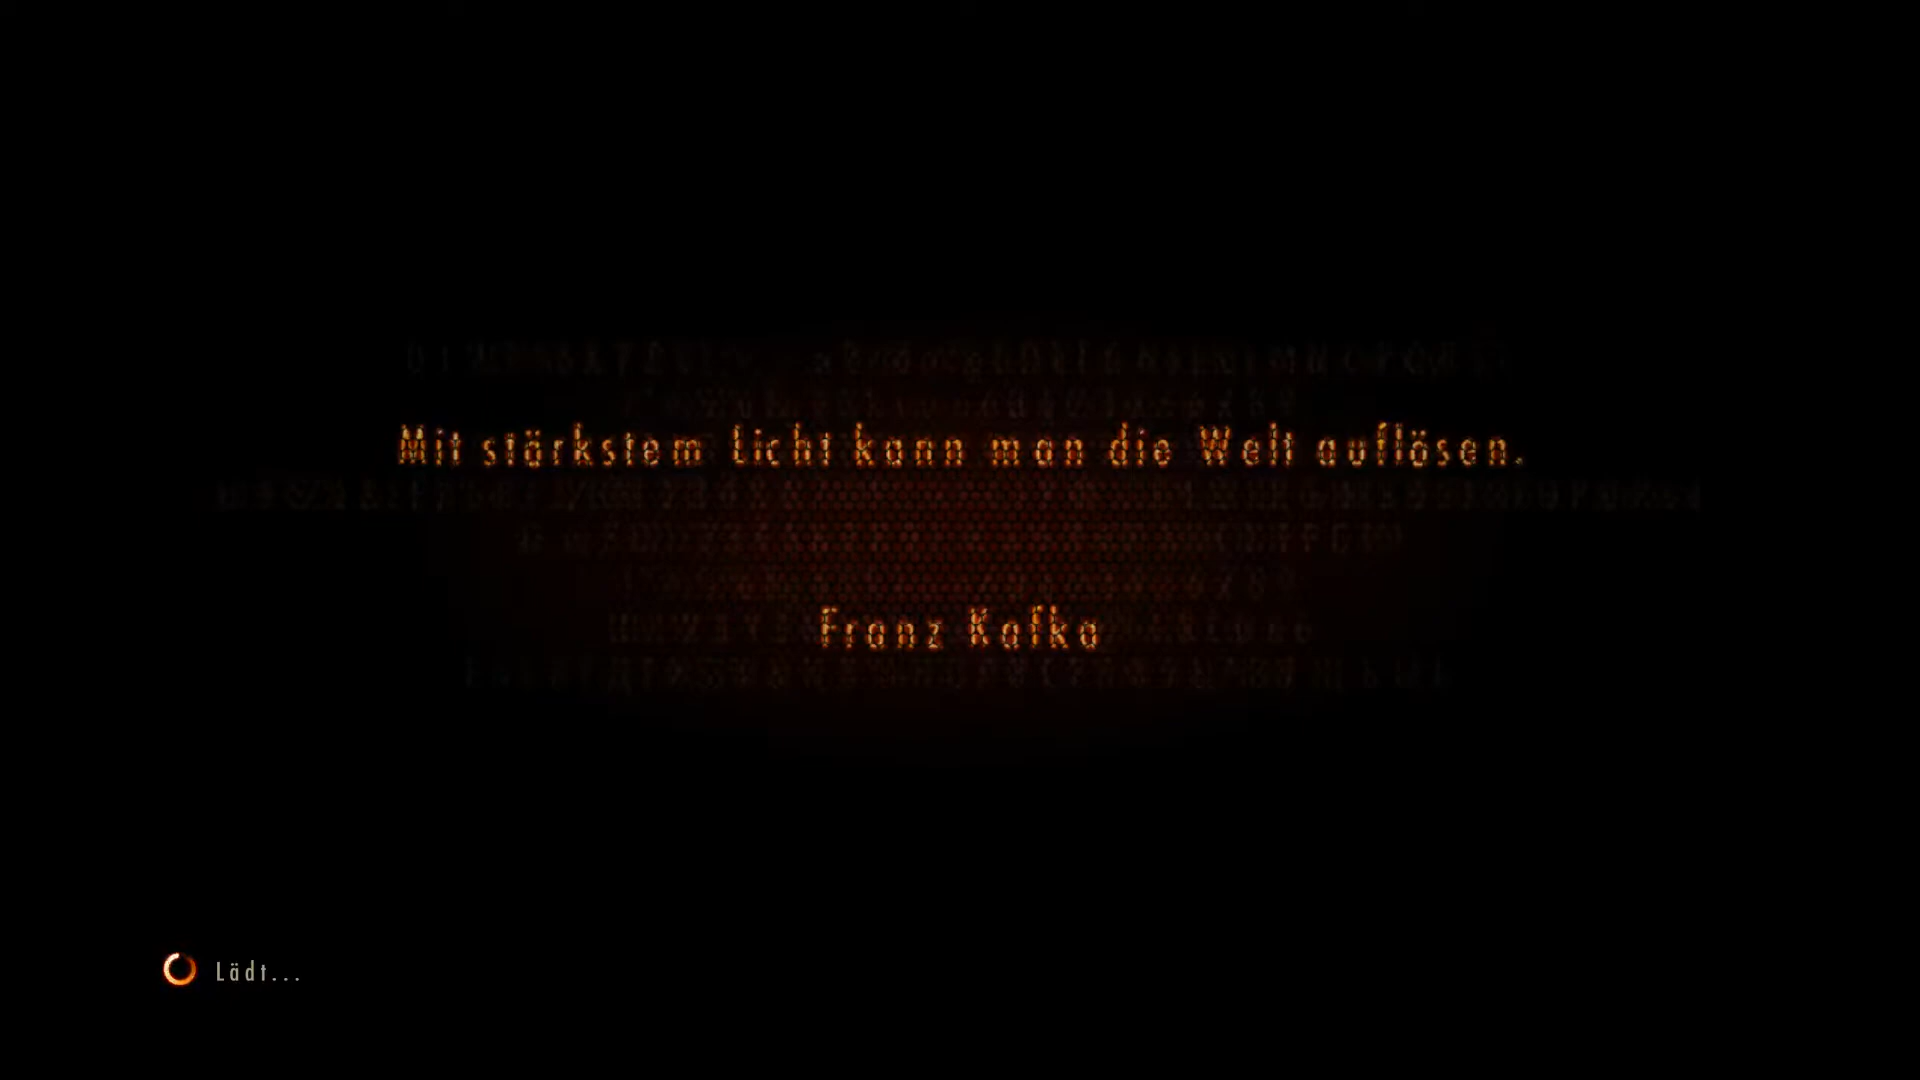 Mit stärkstem Licht kann man die Welt auflösen.
Franz Kafka
Lädt...